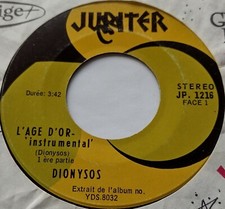 JUPITER
Durée: 3:42
STEREO
JP. 1216
FACE 1
L'AGE D'OR-
'instrumental'
(Dionysos)
1 ère partie
DIONYSOS
Extrait de l'album no.
YDS-8032